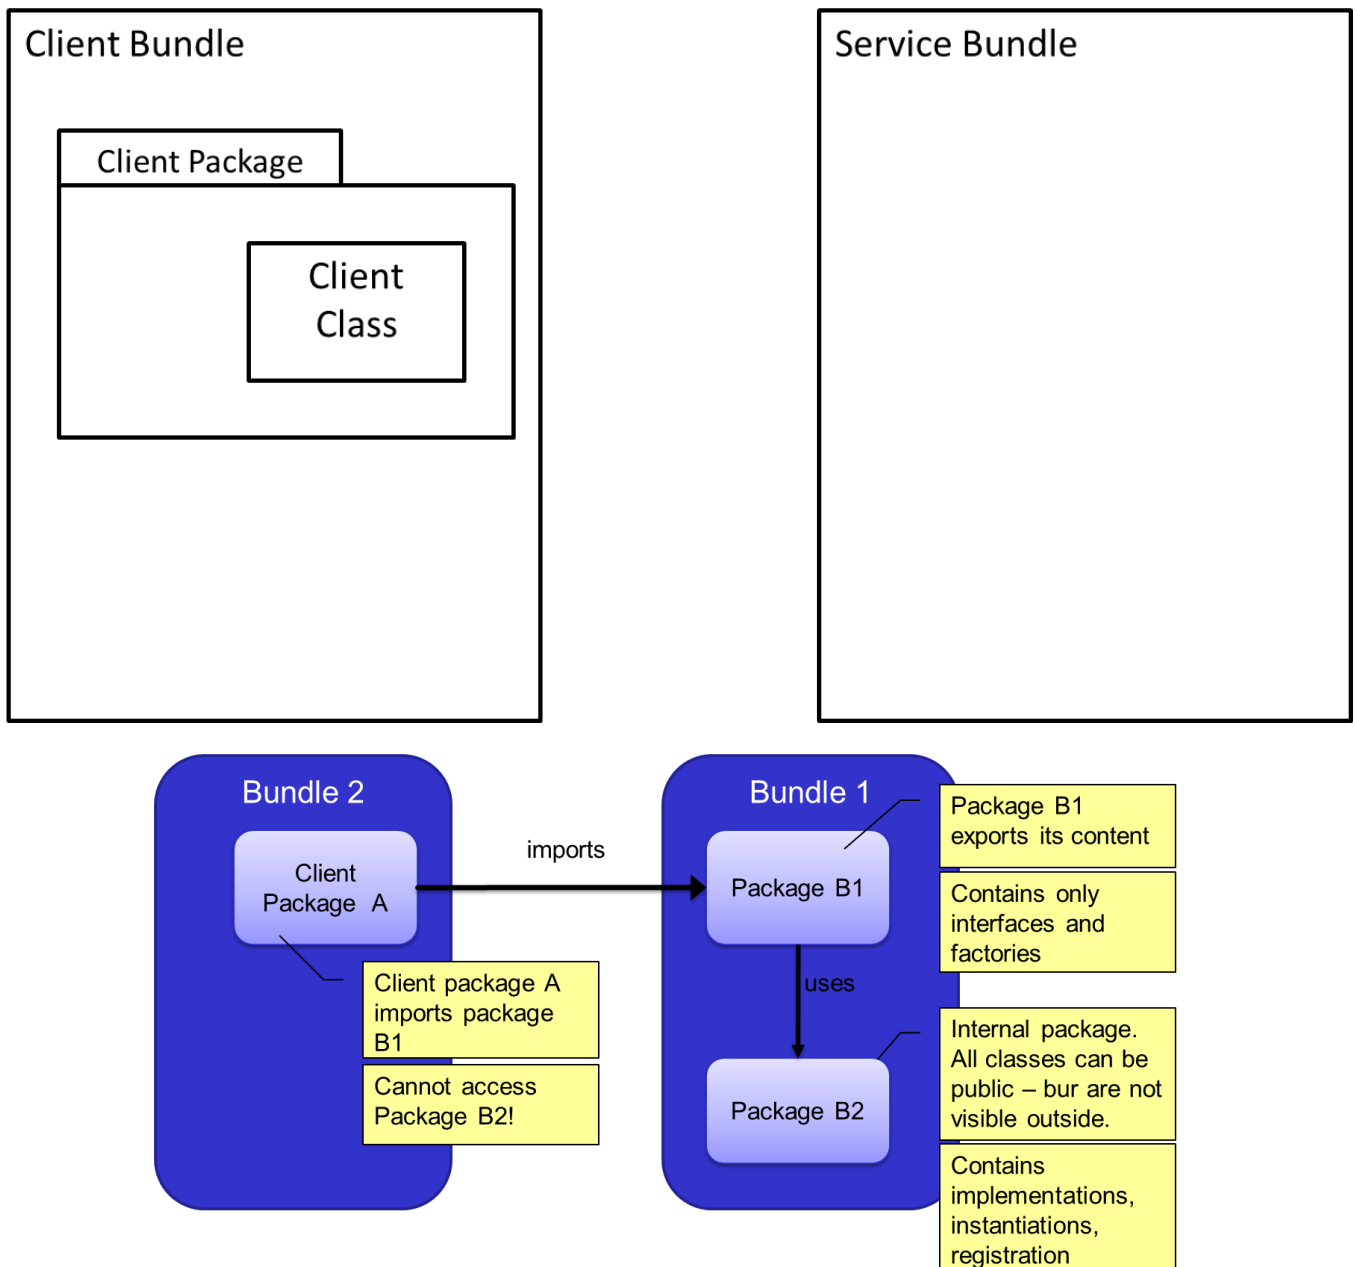 Client Bundle
Service Bundle
Client Package
Client
Class
Bundle 2
Bundle 1
Client
Package A
imports
Package B1
Package B1
exports its content
Contains only
interfaces and
factories
Client package A
imports package
B1
Cannot access
Package B2!
uses
Package B2
Internal package.
All classes can be
public – bur are not
visible outside.
Contains
implementations,
instantiations,
registration